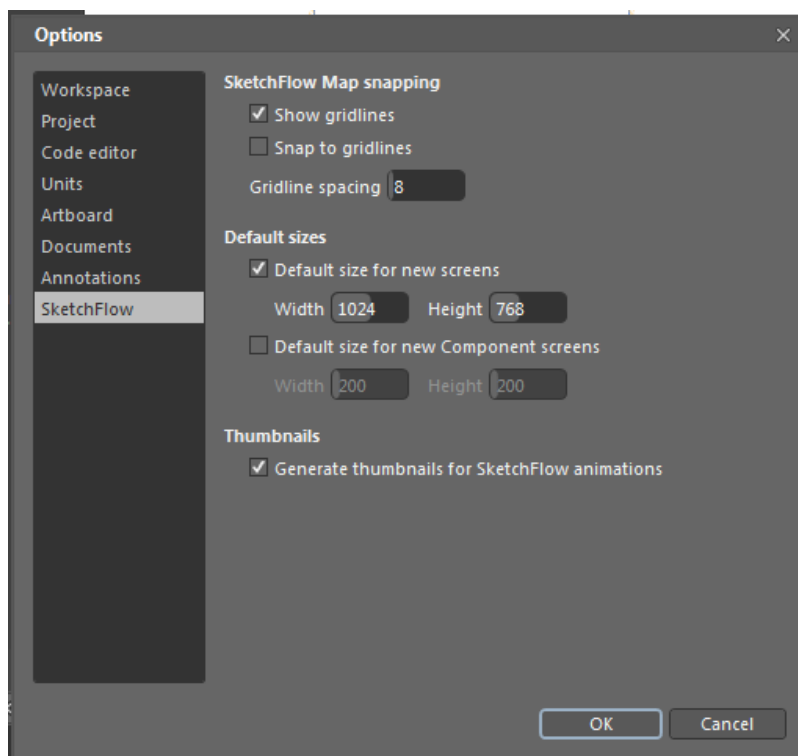 Options
Workspace
Project
Code editor
Units
Artboard
Documents
Annotations
SketchFlow
SketchFlow Map snapping
Show gridlines
Snap to gridlines
Gridline spacing 8
Default sizes
Default size for new screens
Width 1024 Height 768
Default size for new Component screens
Width 200 Height 200
Thumbnails
Generate thumbnails for SketchFlow animations
OK Cancel